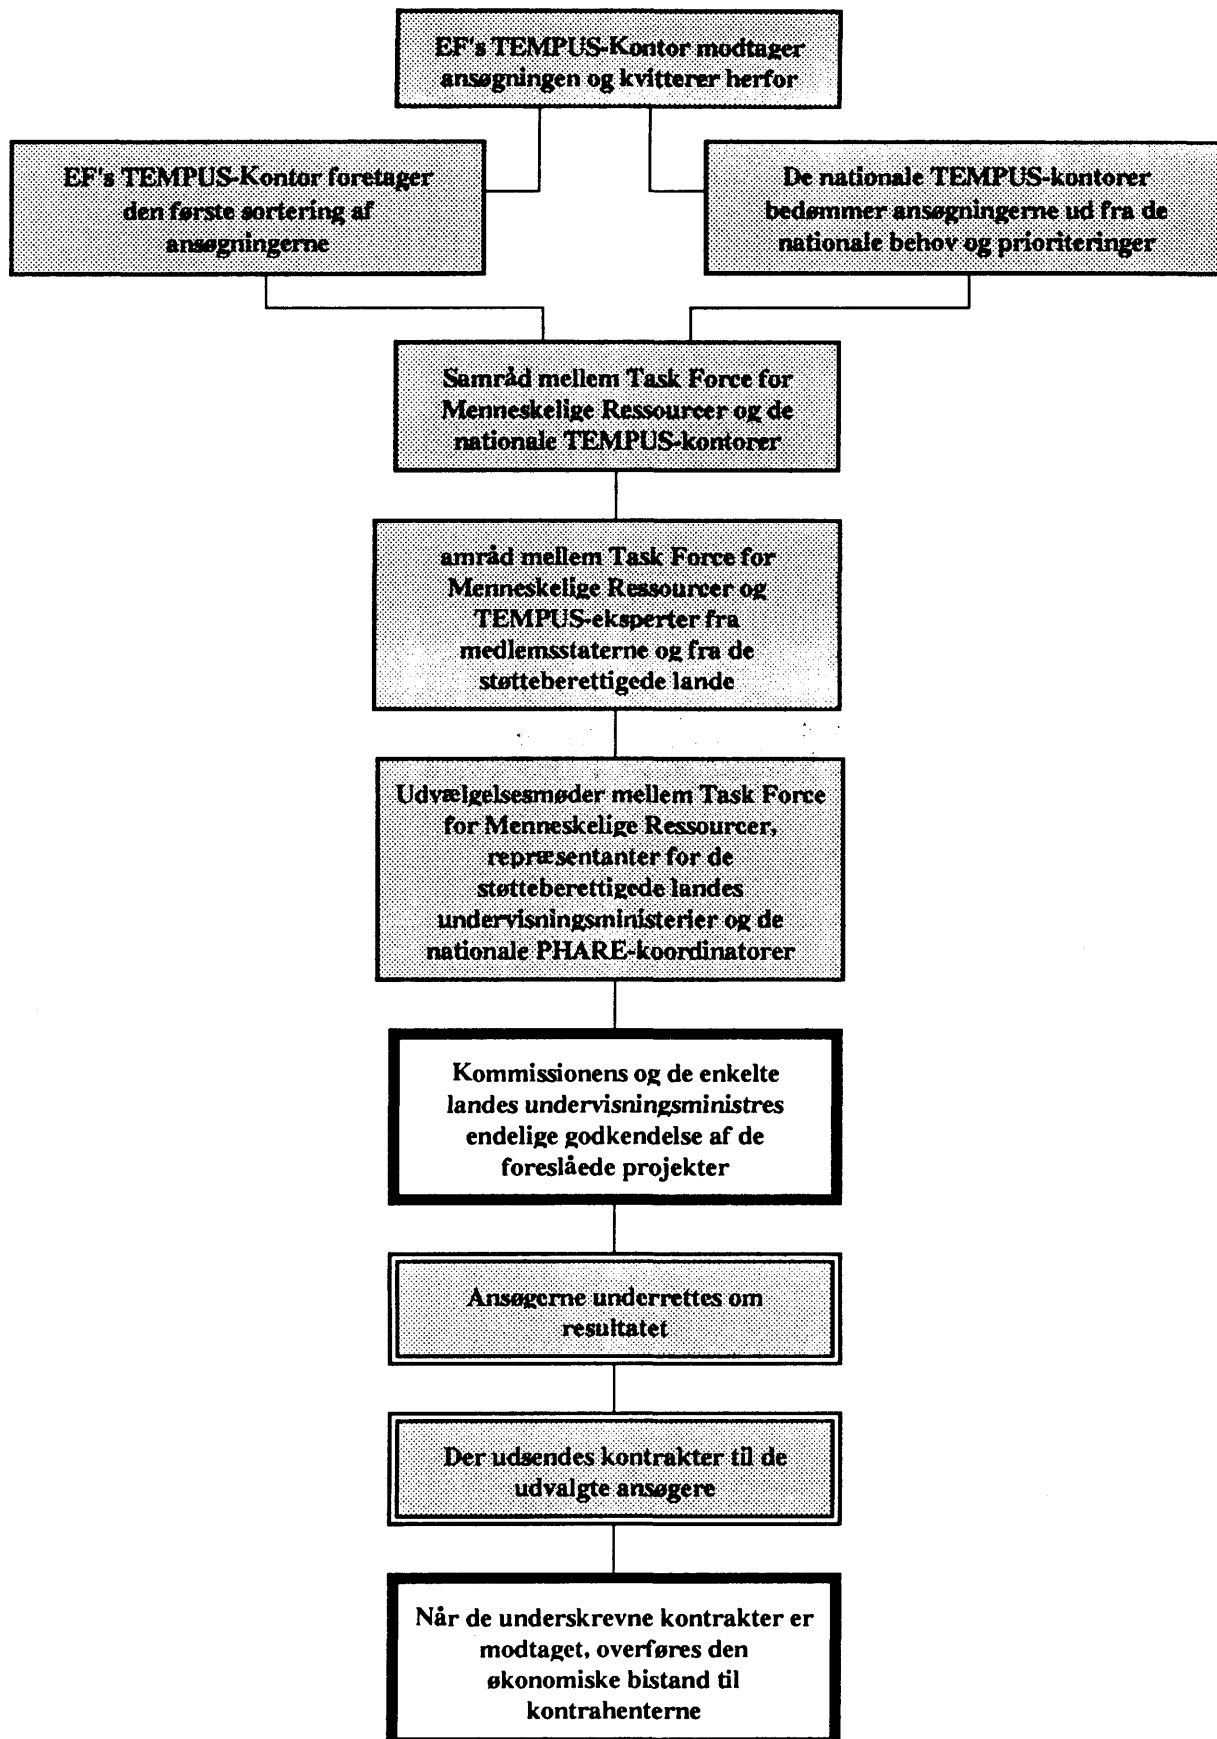 EF's TEMPUS-Kontor modtager
ansøgningen og kvitterer herfor
EF's TEMPUS-Kontor foretager
den første sortering af
ansøgningerne
De nationale TEMPUS-kontorer
bedømmer ansøgningerne ud fra de
nationale behov og prioriteringer
Samråd mellem Task Force for
Menneskelige Ressourcer og de
nationale TEMPUS-kontorer
amråd mellem Task Force for
Menneskelige Ressourcer og
TEMPUS-eksperter fra
medlemsstaterne og fra de
støtteberettigede lande
Udvælgelsesmøder mellem Task Force
for Menneskelige Ressourcer,
repræsentanter for de
støtteberettigede landes
undervisningsministerier og de
nationale PHARE-koordinatorer
Kommissionens og de enkelte
landes undervisningsministres
endelige godkendelse af de
foreslåede projekter
Ansøgerne underrettes om
resultatet
Der udsendes kontrakter til de
udvalgte ansøgere
Når de underskrevne kontrakter er
modtaget, overføres den
økonomiske bistand til
kontrahenterne